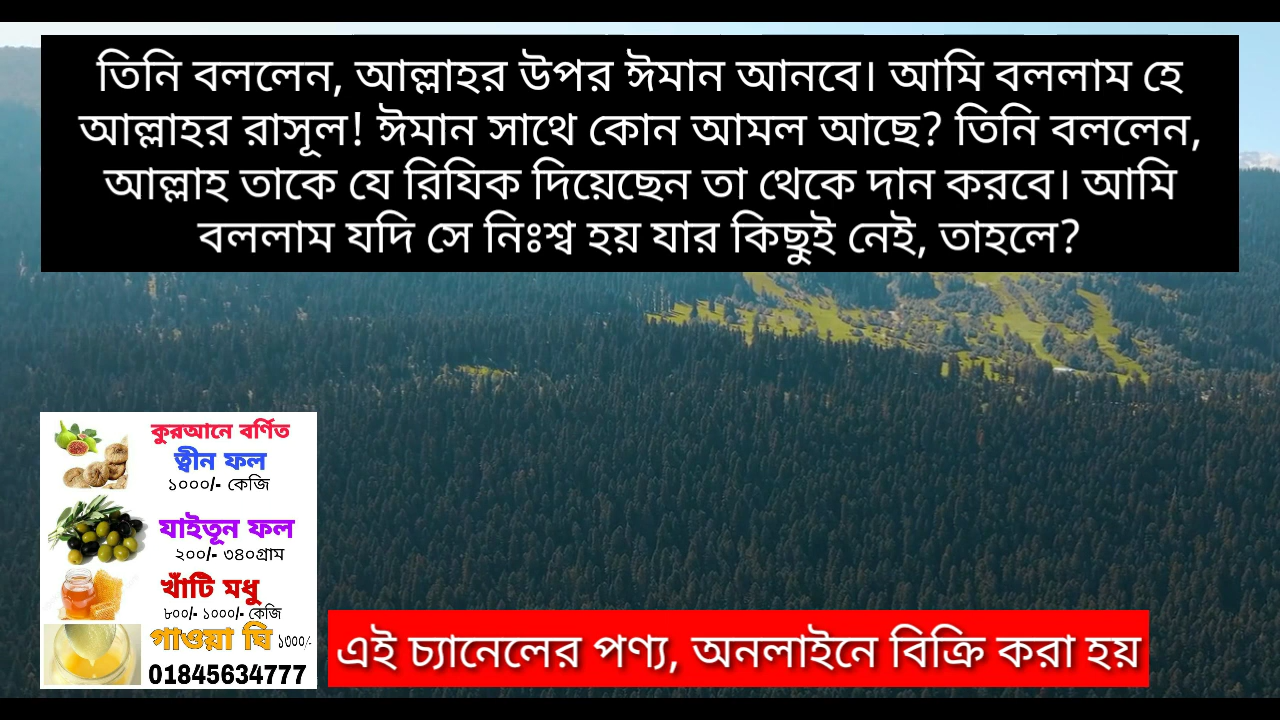 তিনি বললেন, আল্লাহর উপর ঈমান আনবে। আমি বললাম হে
আল্লাহর রাসূল! ঈমান সাথে কোন আমল আছে? তিনি বললেন,
আল্লাহ তাকে যে রিযিক দিয়েছেন তা থেকে দান করবে। আমি
বললাম যদি সে নিঃশ্ব হয় যার কিছুই নেই, তাহলে?
কুরআনে বর্ণিত
ত্বীন ফল
১০০০/- কেজি
যাইতূন ফল
২০০/- ৩৪০গ্রাম
খাঁটি মধু
৮০০/- ১০০০/- কেজি
গাওয়া ঘি ১৩০০/-
01845634777
এই চ্যানেলের পণ্য, অনলাইনে বিক্রি করা হয়